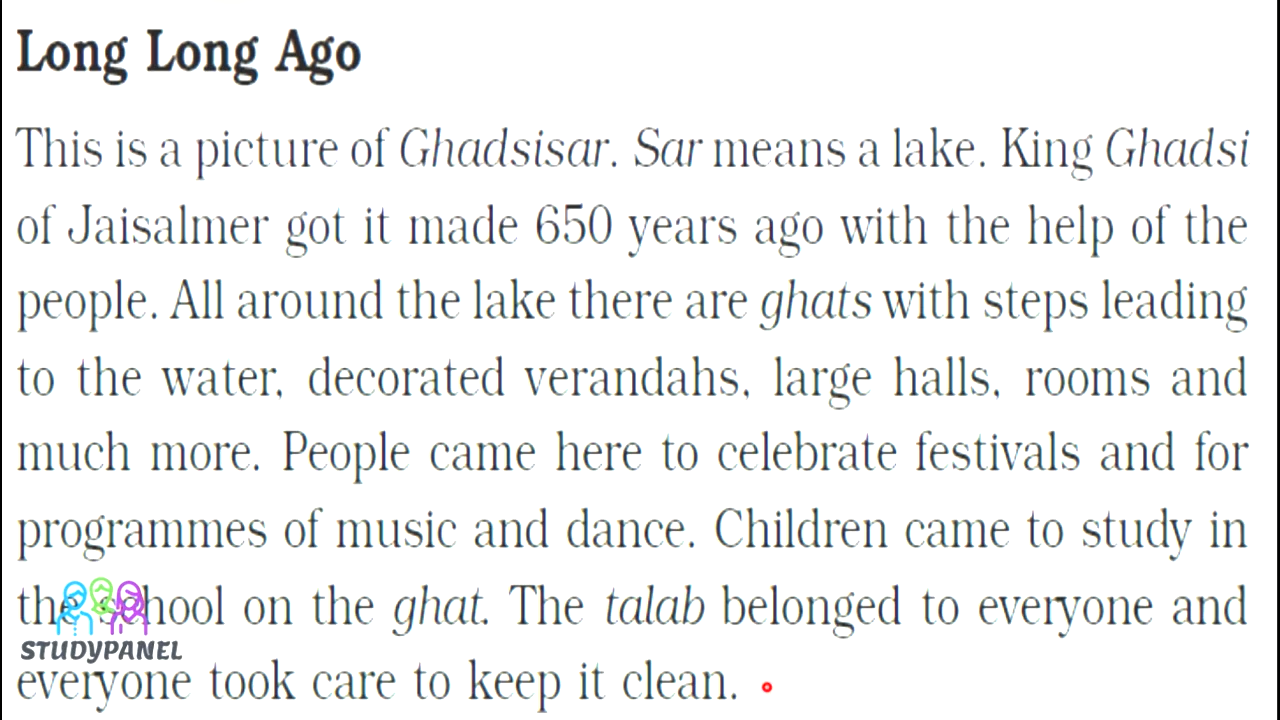 Long Long Ago
This is a picture of Ghadsisar. Sar means a lake. King Ghadsi
of Jaisalmer got it made 650 years ago with the help of the
people. All around the lake there are ghats with steps leading
to the water, decorated verandahs, large halls, rooms and
much more. People came here to celebrate festivals and for
programmes of music and dance. Children came to study in
the school on the ghat. The talab belonged to everyone and
STUDYPANEL
everyone took care to keep it clean.